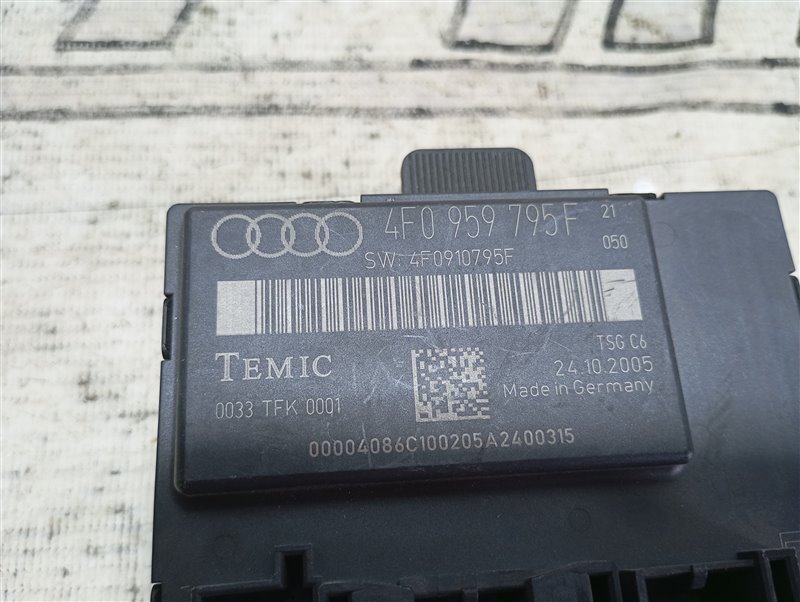 4F0 959 795F 21
SW: 4F0910795F 050
TEMIC TSG C6
24.10.2005
0033 TFK 0001 Made in Germany
00004086C100205A2400315